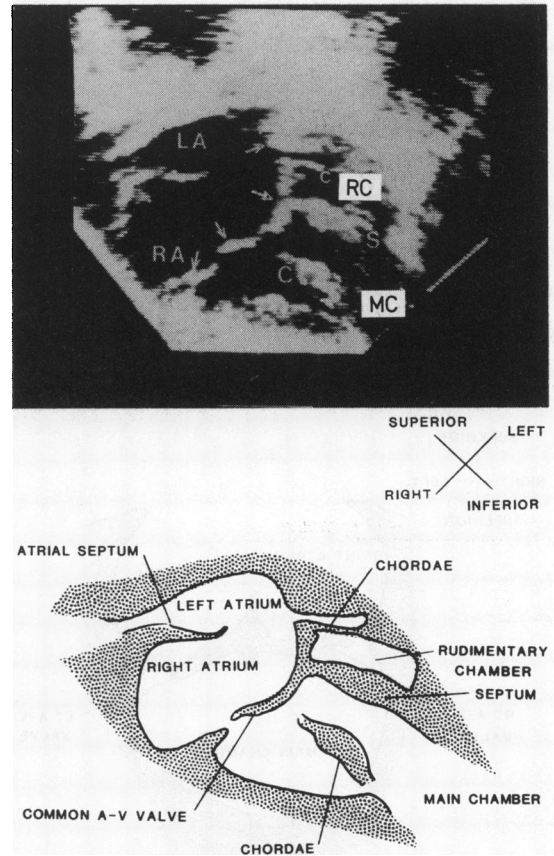 LA
C
RC
S
RA
C
MC
SUPERIOR
LEFT
RIGHT
INFERIOR
ATRIAL SEPTUM
CHORDAE
LEFT ATRIUM
RIGHT ATRIUM
RUDIMENTARY
CHAMBER
SEPTUM
MAIN CHAMBER
COMMON A-V VALVE
CHORDAE